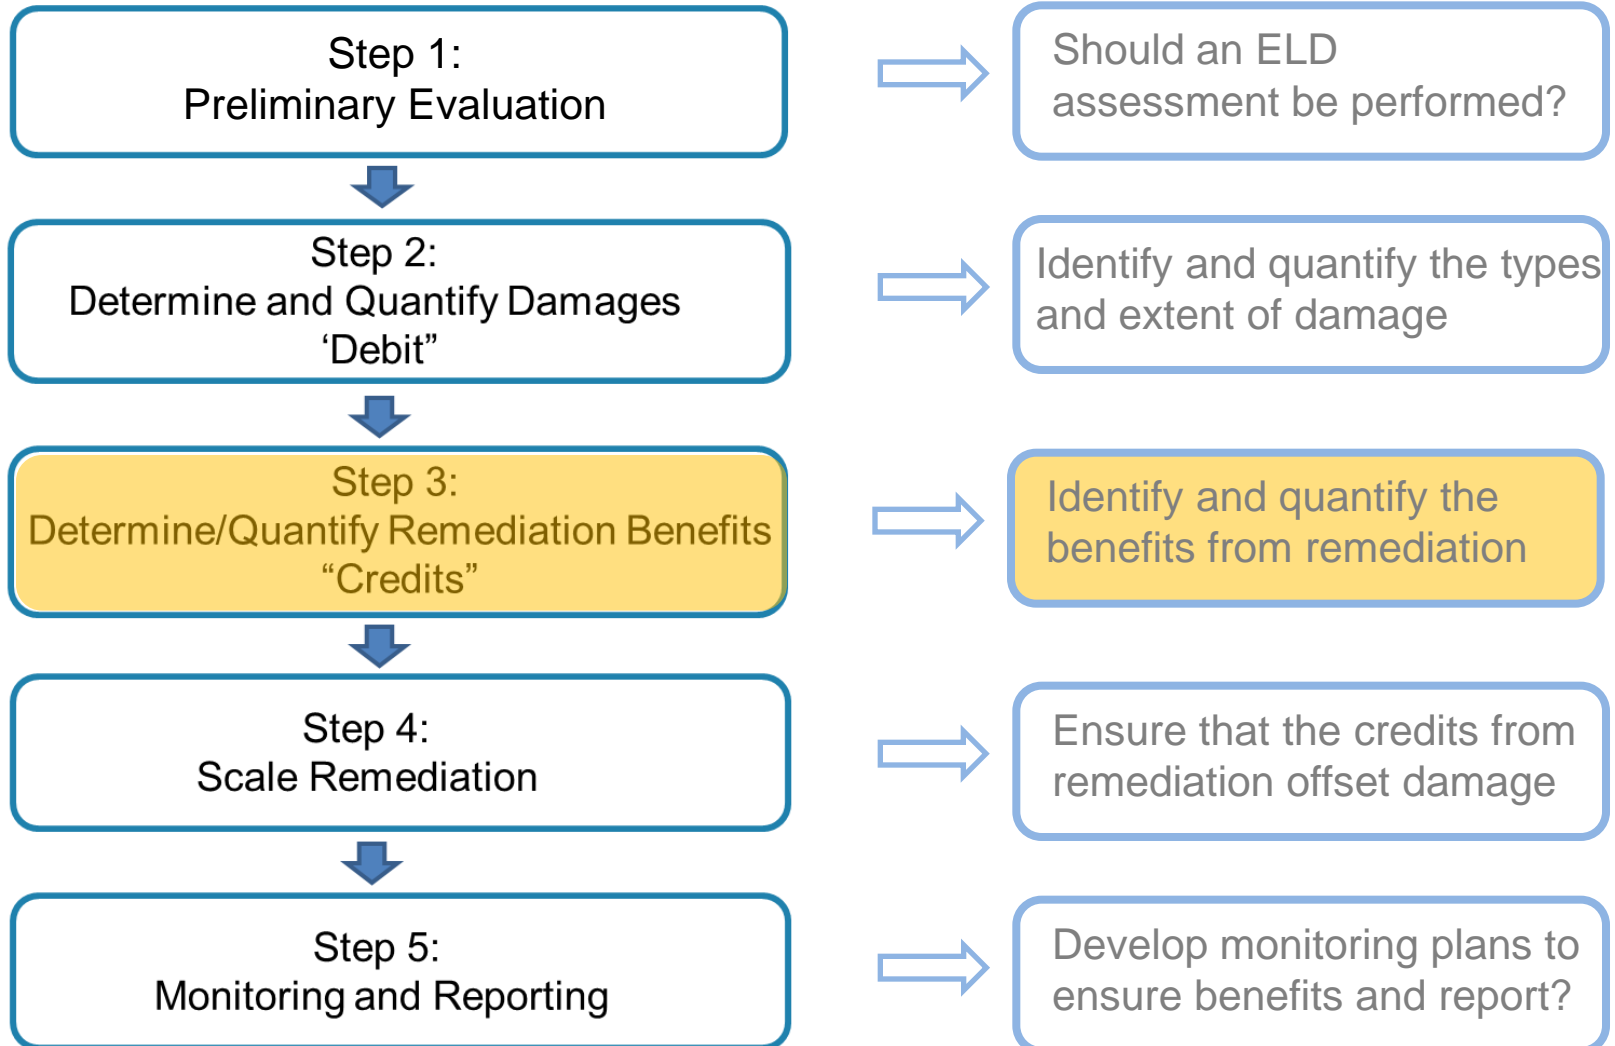 Step 1:
Preliminary Evaluation
Should an ELD
assessment be performed?
Step 2:
Determine and Quantify Damages
‘Debit”
Identify and quantify the types
and extent of damage
Step 3:
Determine/Quantify Remediation Benefits
“Credits”
Identify and quantify the
benefits from remediation
Step 4:
Scale Remediation
Ensure that the credits from
remediation offset damage
Step 5:
Monitoring and Reporting
Develop monitoring plans to
ensure benefits and report?